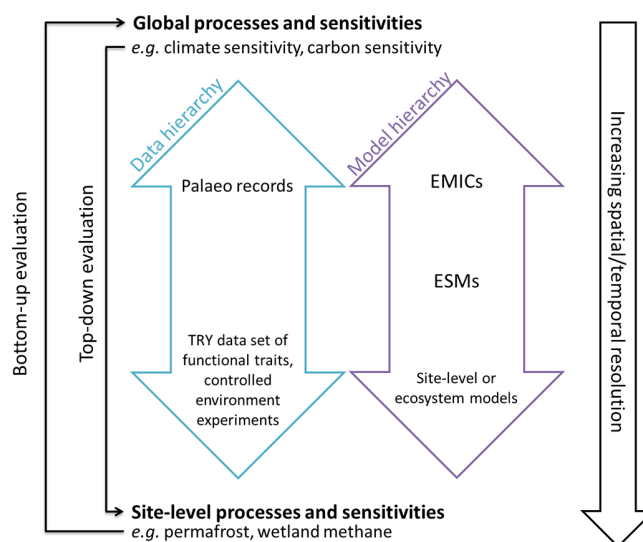 Global processes and sensitivities
e.g. climate sensitivity, carbon sensitivity
Data hierarchy
Model hierarchy
Palaeo records
EMICs
ESMs
TRY data set of
functional traits,
controlled
environment
experiments
Site-level or
ecosystem models
Bottom-up evaluation
Top-down evaluation
Increasing spatial/temporal resolution
Site-level processes and sensitivities
e.g. permafrost, wetland methane